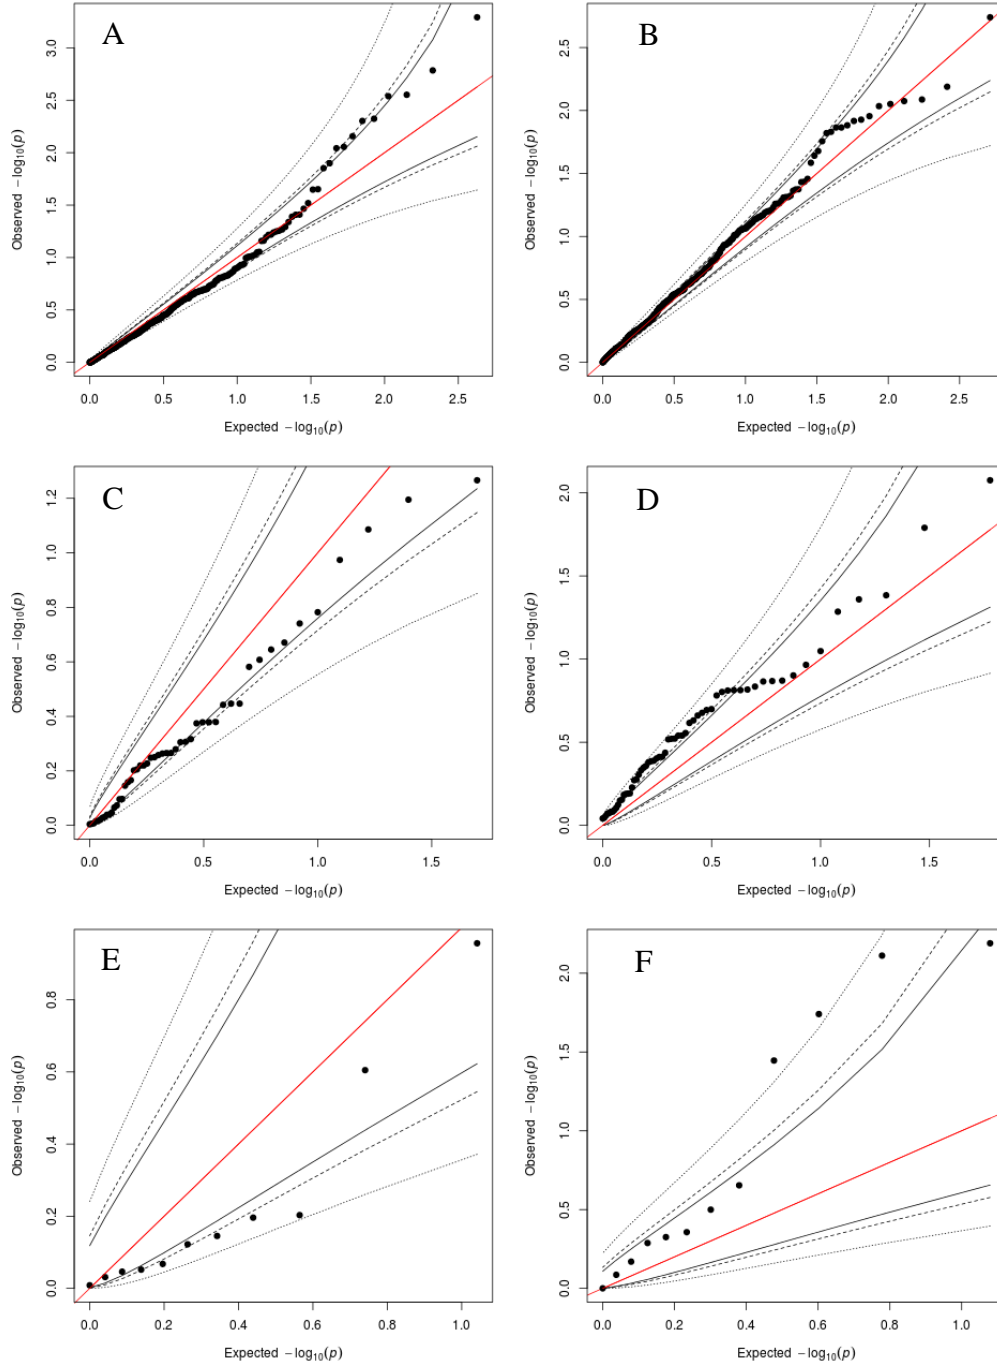 A
B
3.0
2.5
2.0
1.5
1.0
0.5
0.0
Observed −log10(p)
0.0 0.5 1.0 1.5 2.0 2.5
Expected −log10(p)
2.5
2.0
1.5
1.0
0.5
0.0
Observed −log10(p)
0.0 0.5 1.0 1.5 2.0 2.5
Expected −log10(p)
C
D
1.2
1.0
0.8
0.6
0.4
0.2
0.0
Observed −log10(p)
0.0 0.5 1.0 1.5
Expected −log10(p)
2.0
1.5
1.0
0.5
0.0
Observed −log10(p)
0.0 0.5 1.0 1.5
Expected −log10(p)
E
F
0.8
0.6
0.4
0.2
0.0
Observed −log10(p)
0.0 0.2 0.4 0.6 0.8 1.0
Expected −log10(p)
2.0
1.5
1.0
0.5
0.0
Observed −log10(p)
0.0 0.2 0.4 0.6 0.8 1.0
Expected −log10(p)